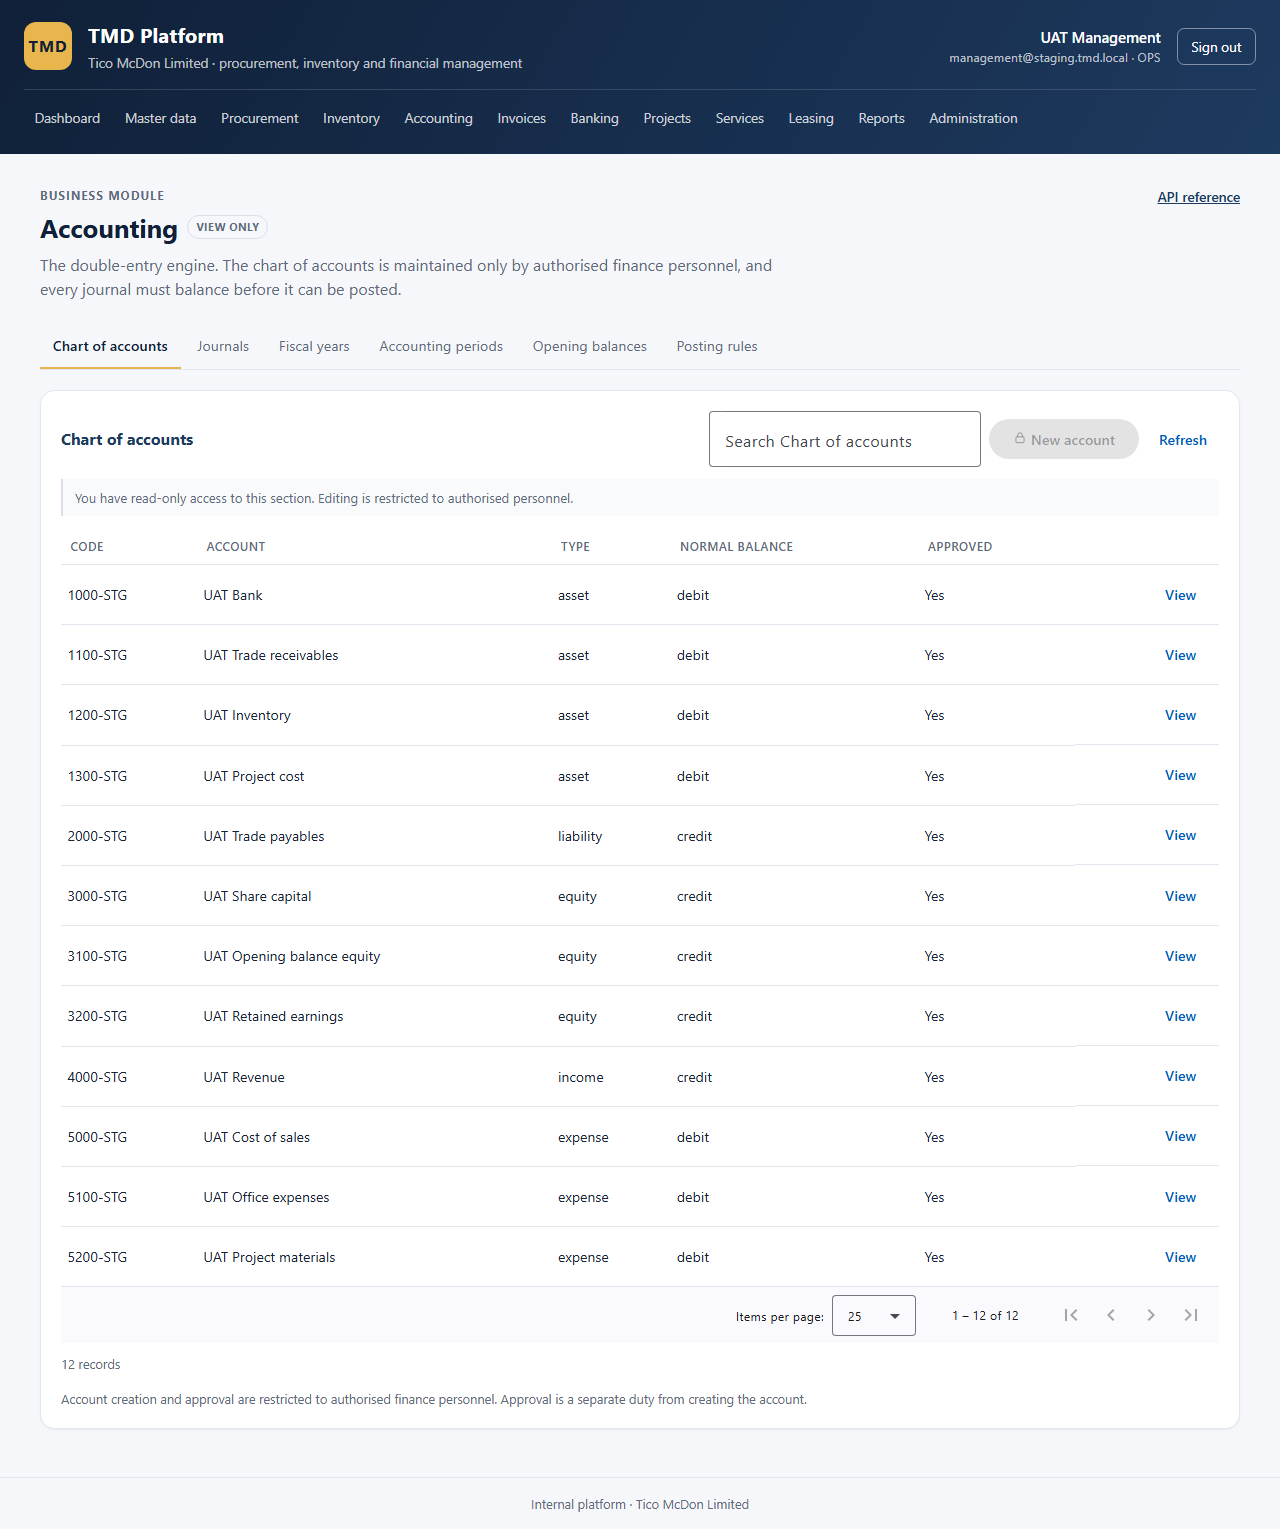 TMD
TMD Platform
Tico McDon Limited · procurement, inventory and financial management
UAT Management
management@staging.tmd.local · OPS
Sign out
Dashboard Master data Procurement Inventory Accounting Invoices Banking Projects Services Leasing Reports Administration
BUSINESS MODULE
API reference
Accounting VIEW ONLY
The double-entry engine. The chart of accounts is maintained only by authorised finance personnel, and
every journal must balance before it can be posted.
Chart of accounts Journals Fiscal years Accounting periods Opening balances Posting rules
Chart of accounts
Search Chart of accounts
New account
Refresh
You have read-only access to this section. Editing is restricted to authorised personnel.
CODE ACCOUNT TYPE NORMAL BALANCE APPROVED
1000-STG UAT Bank asset debit Yes View
1100-STG UAT Trade receivables asset debit Yes View
1200-STG UAT Inventory asset debit Yes View
1300-STG UAT Project cost asset debit Yes View
2000-STG UAT Trade payables liability credit Yes View
3000-STG UAT Share capital equity credit Yes View
3100-STG UAT Opening balance equity equity credit Yes View
3200-STG UAT Retained earnings equity credit Yes View
4000-STG UAT Revenue income credit Yes View
5000-STG UAT Cost of sales expense debit Yes View
5100-STG UAT Office expenses expense debit Yes View
5200-STG UAT Project materials expense debit Yes View
Items per page: 25 1 – 12 of 12
12 records
Account creation and approval are restricted to authorised finance personnel. Approval is a separate duty from creating the account.
Internal platform · Tico McDon Limited